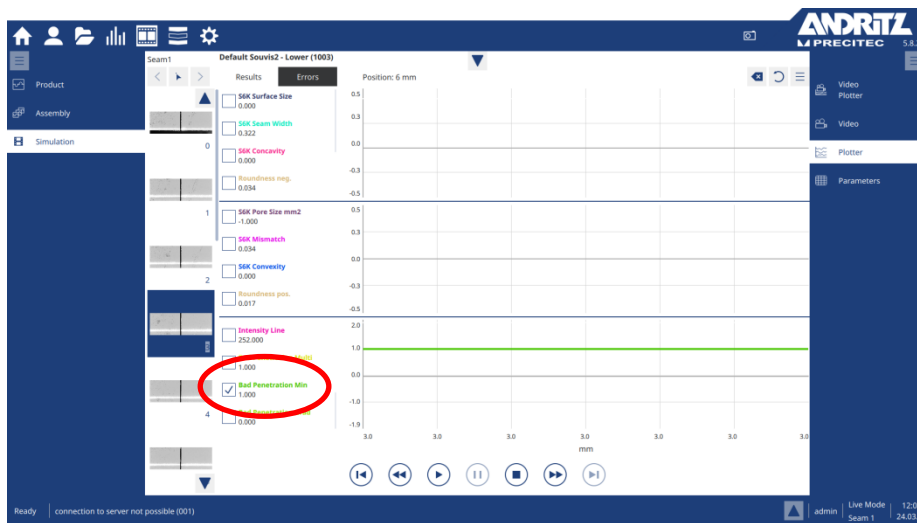 ANDRITZ
PRECITEC
5.8.
Product
Assembly
Simulation
Seam1
0
1
2
4
Default Souvis2 - Lower (1003)
Results
Errors
Position: 6 mm
S6K Surface Size
0.000
S6K Seam Width
0.322
S6K Concavity
0.000
Roundness neg.
0.034
S6K Pore Size mm2
-1.000
S6K Mismatch
0.034
S6K Convexity
0.000
Roundness pos.
0.017
Intensity Line
252.000
1.000
Bad Penetration Min
1.000
0.000
0.5
0.3
0.0
-0.3
-0.5
0.5
0.3
0.0
-0.3
-0.5
2.0
1.0
0.0
-1.0
-1.9
3.0 3.0 3.0 3.0 3.0 3.0 3.0
mm
Video
Plotter
Video
Plotter
Parameters
Ready
connection to server not possible (001)
admin
Live Mode
Seam 1
12:0
24.03